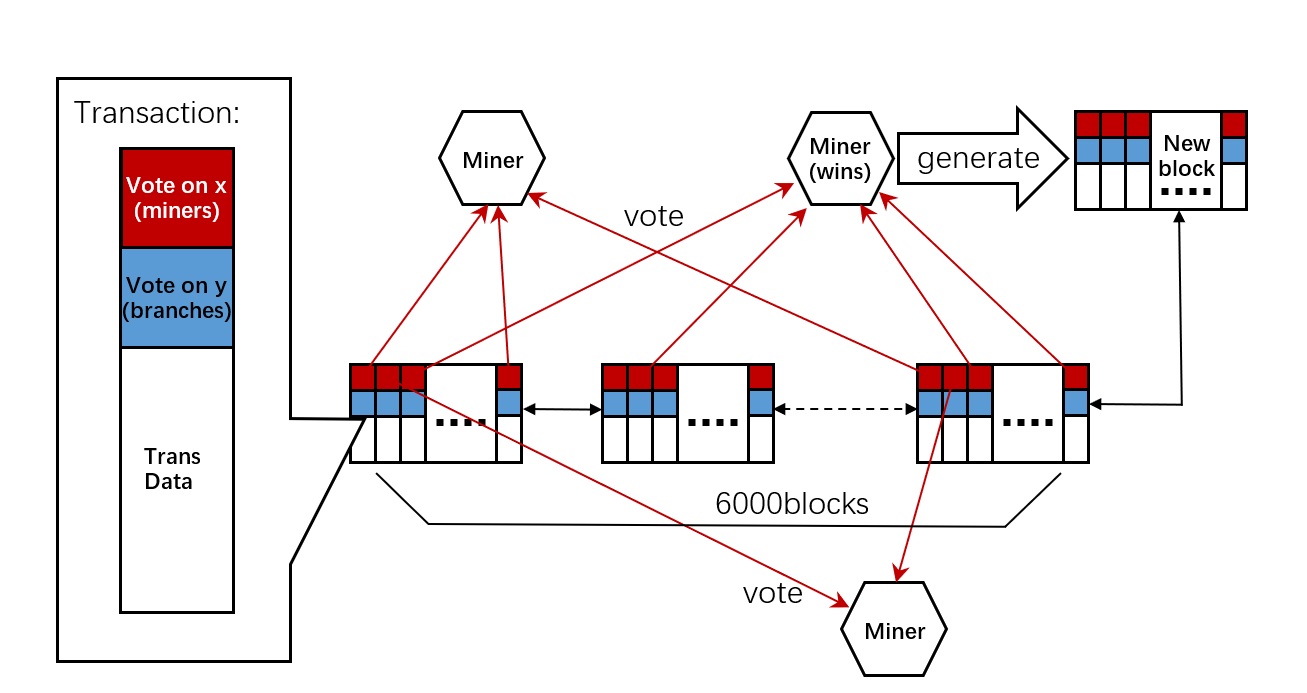 Transaction:
Vote on x
(miners)
Vote on y
(branches)
Trans
Data
Miner
Miner
(wins)
generate
New
block
vote
6000blocks
vote
Miner